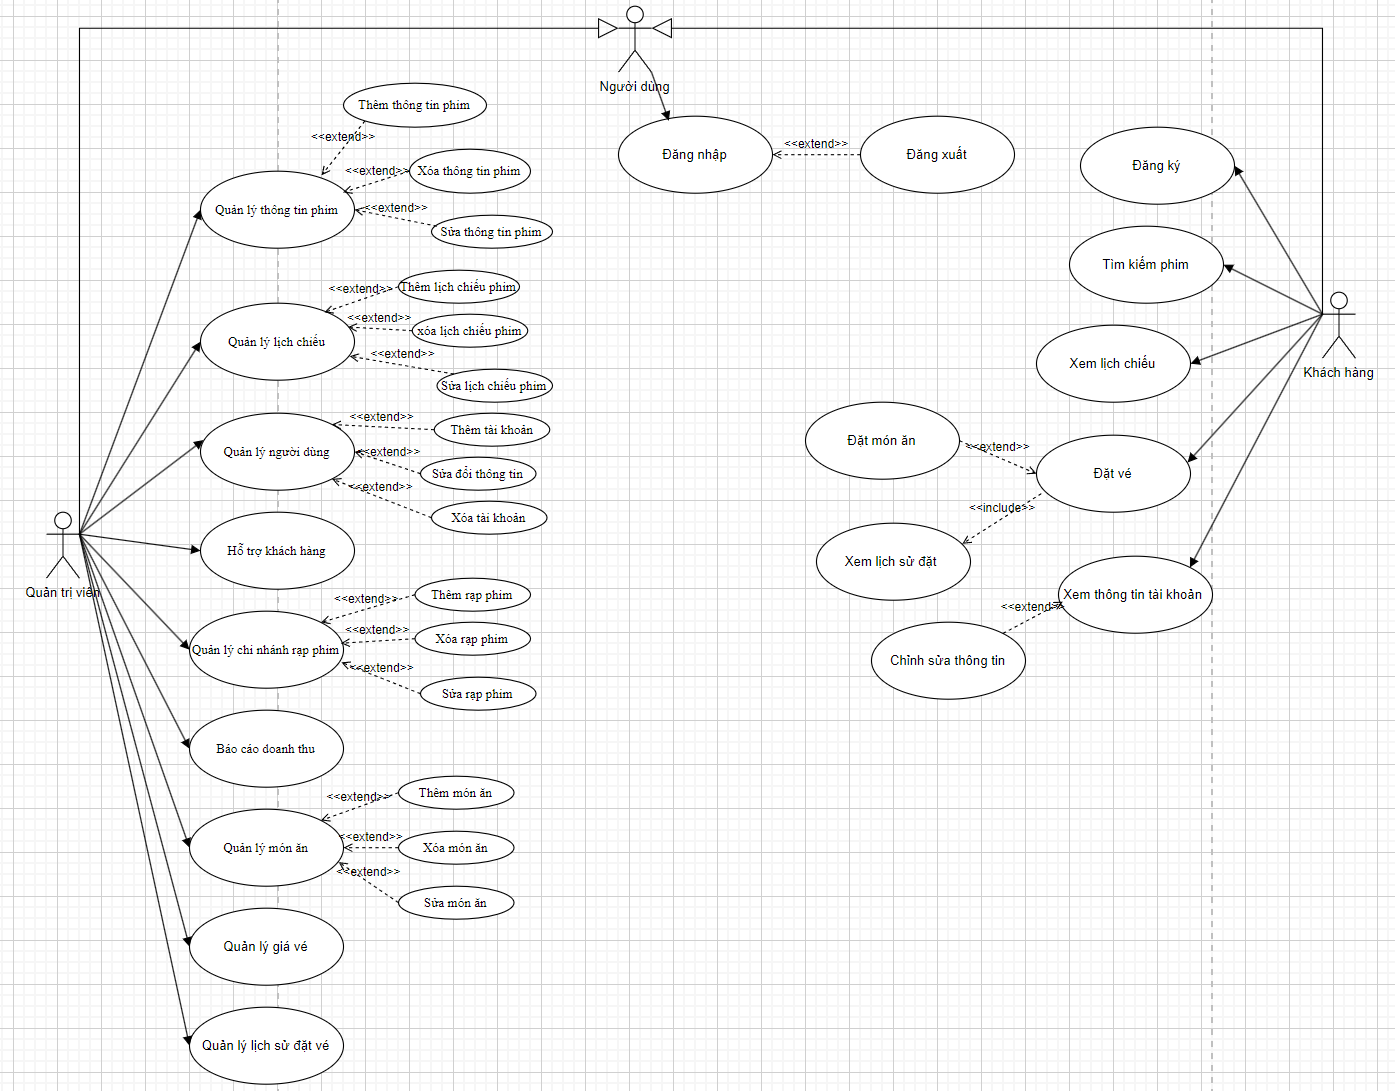 Người dùng
Thêm thông tin phim
<<extend>>
Đăng nhập
<<extend>>
Đăng xuất
Đăng ký
<<extend>>
Xóa thông tin phim
Quản lý thông tin phim
<<extend>>
Sửa thông tin phim
Tìm kiếm phim
<<extend>>
Thêm lịch chiếu phim
<<extend>>
xóa lịch chiếu phim
Quản lý lịch chiếu
<<extend>>
Sửa lịch chiếu phim
Xem lịch chiếu
Khách hàng
<<extend>>
Thêm tài khoản
Quản lý người dùng
<<extend>>
Sửa đổi thông tin
<<extend>>
Xóa tài khoản
Đặt món ăn
<<extend>>
Đặt vé
<<include>>
Xem lịch sử đặt
Hỗ trợ khách hàng
Quản trị viên
<<extend>>
Thêm rạp phim
<<extend>>
Xóa rạp phim
Quản lý chi nhánh rạp phim
<<extend>>
Sửa rạp phim
Xem thông tin tài khoản
<<extend>>
Chỉnh sửa thông tin
Báo cáo doanh thu
<<extend>>
Thêm món ăn
<<extend>>
Quản lý món ăn
Xóa món ăn
<<extend>>
Sửa món ăn
Quản lý giá vé
Quản lý lịch sử đặt vé